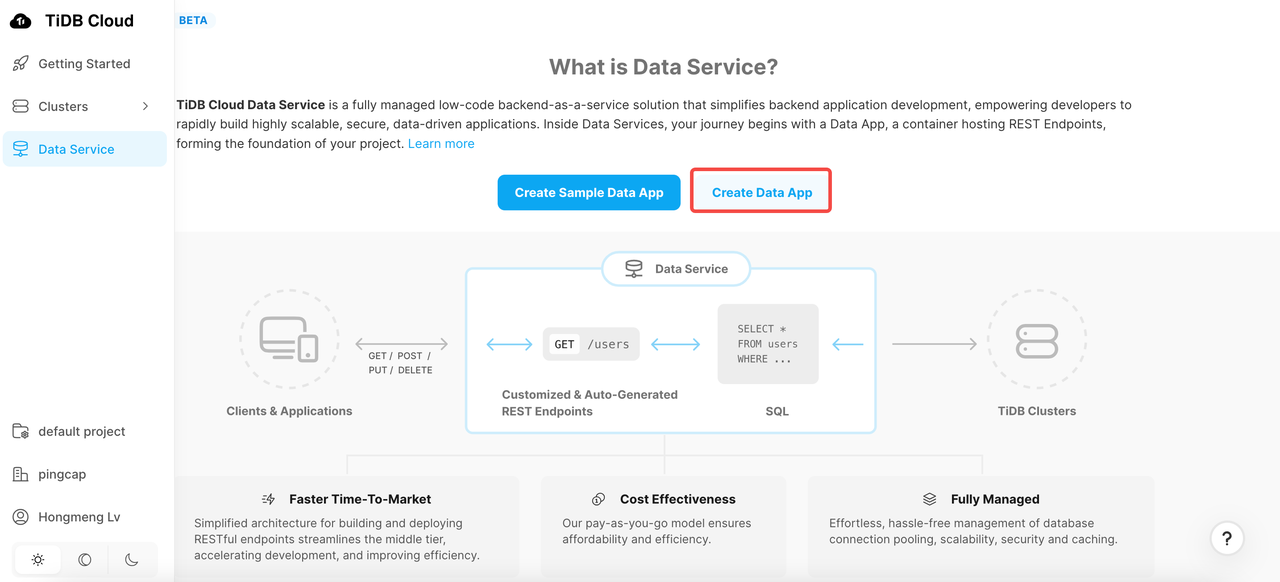 TiDB Cloud
BETA
Getting Started
Clusters
Data Service
default project
pingcap
Hongmeng Lv
What is Data Service?
TiDB Cloud Data Service is a fully managed low-code backend-as-a-service solution that simplifies backend application development, empowering developers to
rapidly build highly scalable, secure, data-driven applications. Inside Data Services, your journey begins with a Data App, a container hosting REST Endpoints,
forming the foundation of your project. Learn more
Create Sample Data App
Create Data App
Data Service
GET / POST /
PUT / DELETE
Clients & Applications
GET /users
Customized & Auto-Generated
REST Endpoints
SELECT *
FROM users
WHERE ...
SQL
TiDB Clusters
Faster Time-To-Market
Simplified architecture for building and deploying
RESTful endpoints streamlines the middle tier,
accelerating development, and improving efficiency.
Cost Effectiveness
Our pay-as-you-go model ensures
affordability and efficiency.
Fully Managed
Effortless, hassle-free management of database
connection pooling, scalability, security and caching.
?